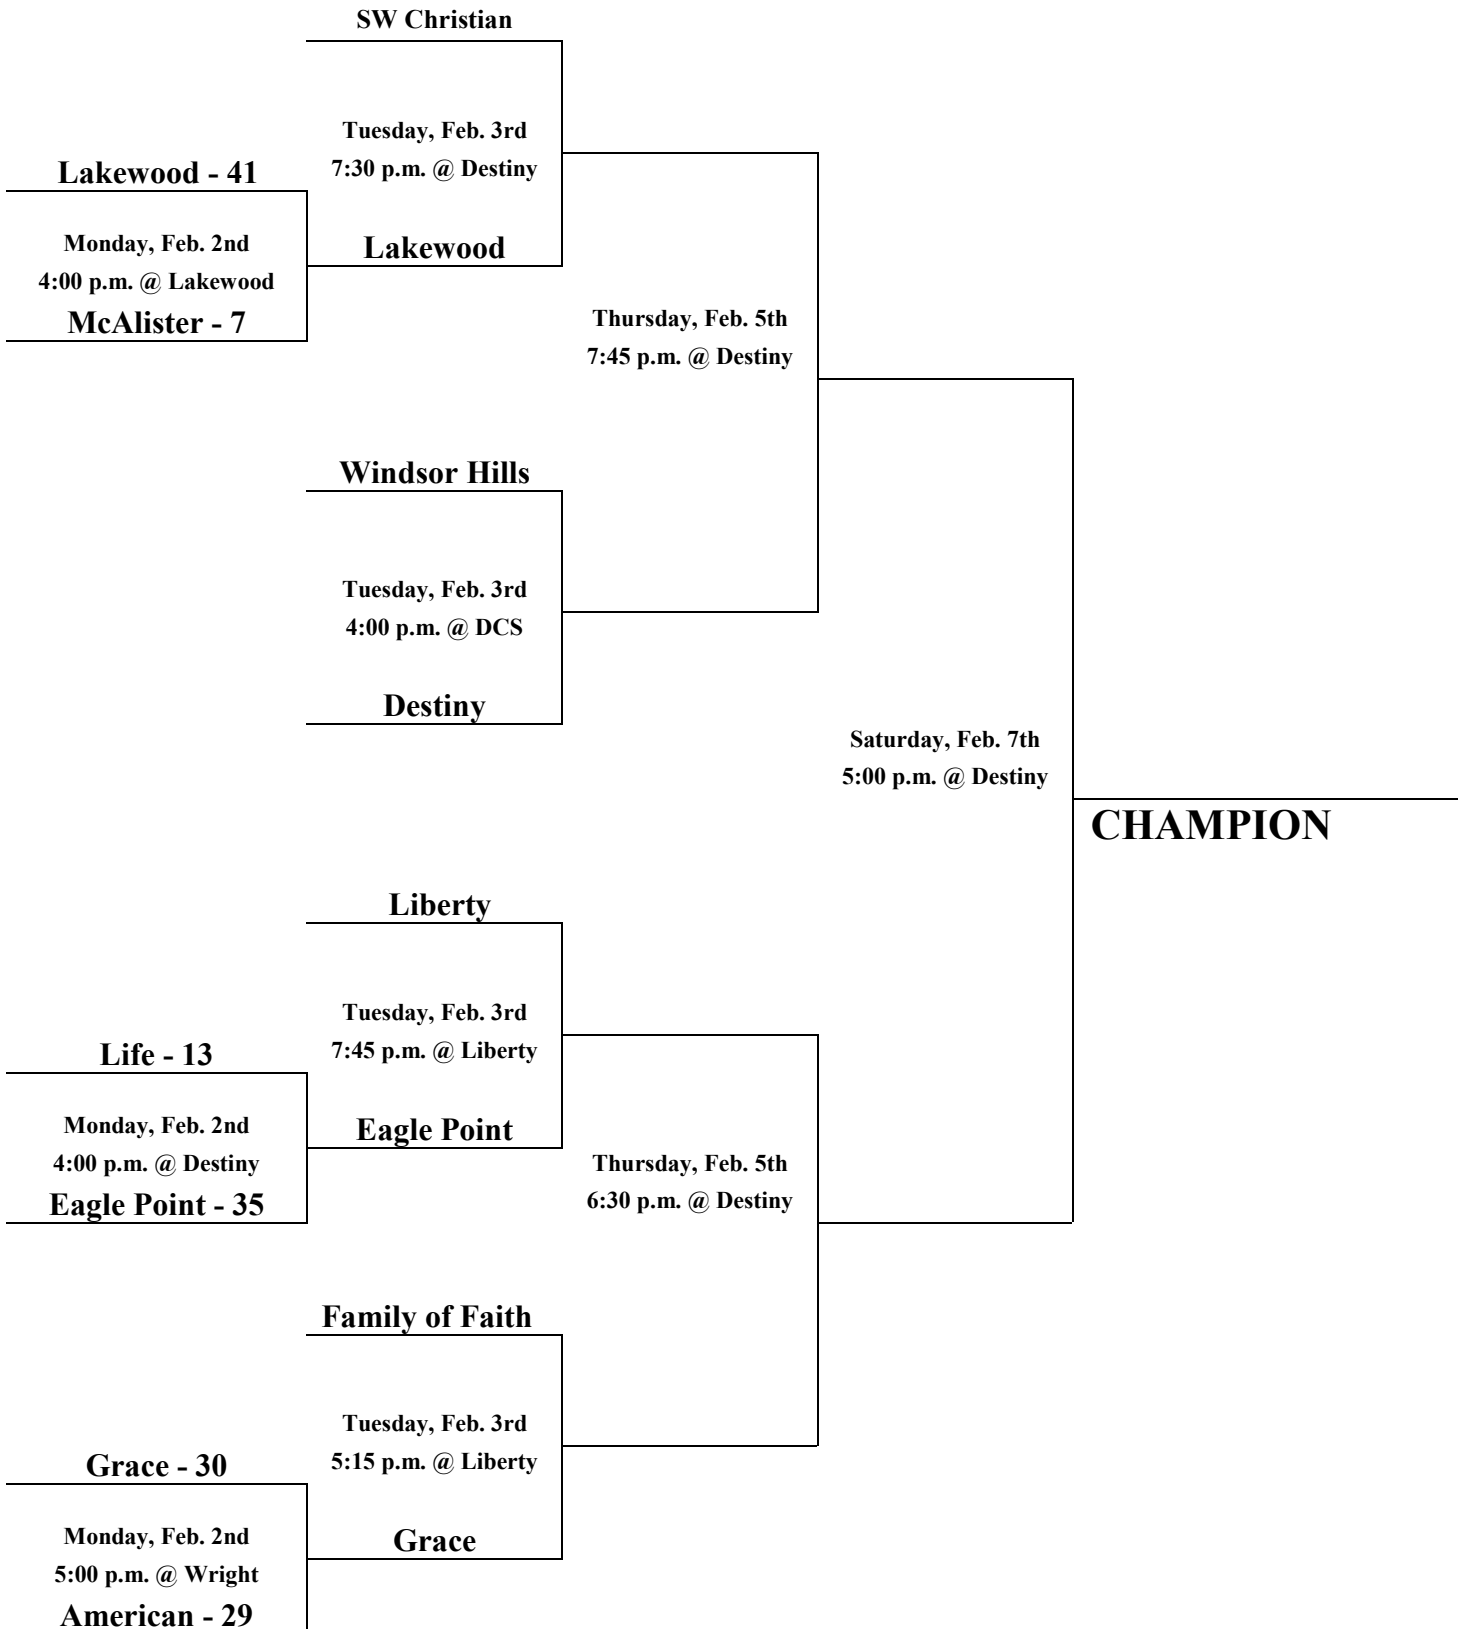 SW Christian
Tuesday, Feb. 3rd
7:30 p.m. @ Destiny
Lakewood - 41
Monday, Feb. 2nd
4:00 p.m. @ Lakewood
McAlister - 7
Lakewood
Thursday, Feb. 5th
7:45 p.m. @ Destiny
Windsor Hills
Tuesday, Feb. 3rd
4:00 p.m. @ DCS
Destiny
Saturday, Feb. 7th
5:00 p.m. @ Destiny
CHAMPION
Liberty
Tuesday, Feb. 3rd
7:45 p.m. @ Liberty
Life - 13
Monday, Feb. 2nd
4:00 p.m. @ Destiny
Eagle Point - 35
Eagle Point
Thursday, Feb. 5th
6:30 p.m. @ Destiny
Family of Faith
Tuesday, Feb. 3rd
5:15 p.m. @ Liberty
Grace - 30
Monday, Feb. 2nd
5:00 p.m. @ Wright
American - 29
Grace